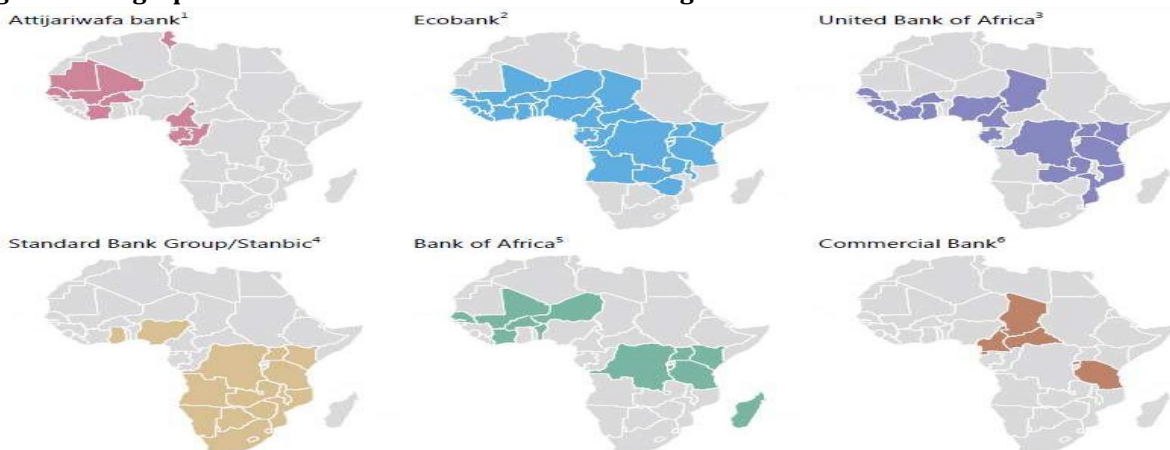 Attijariwafa bank¹
Ecobank²
United Bank of Africa³
Standard Bank Group/Stanbic⁴
Bank of Africa⁵
Commercial Bank⁶